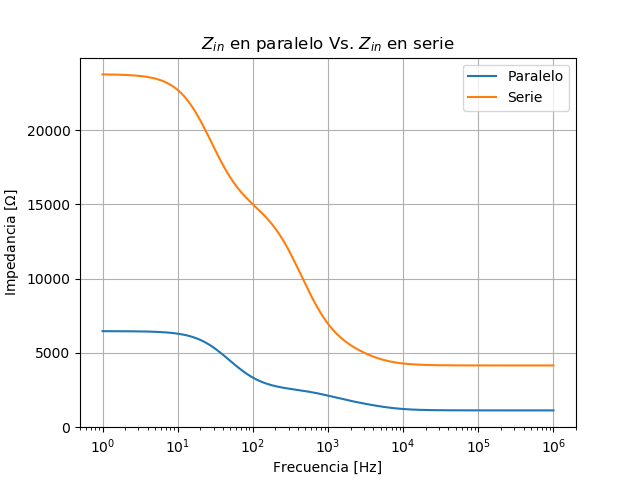 Z_in en paralelo Vs. Z_in en serie
Paralelo
Serie
Impedancia [Ω]
20000
15000
10000
5000
0
10^0 10^1 10^2 10^3 10^4 10^5 10^6
Frecuencia [Hz]